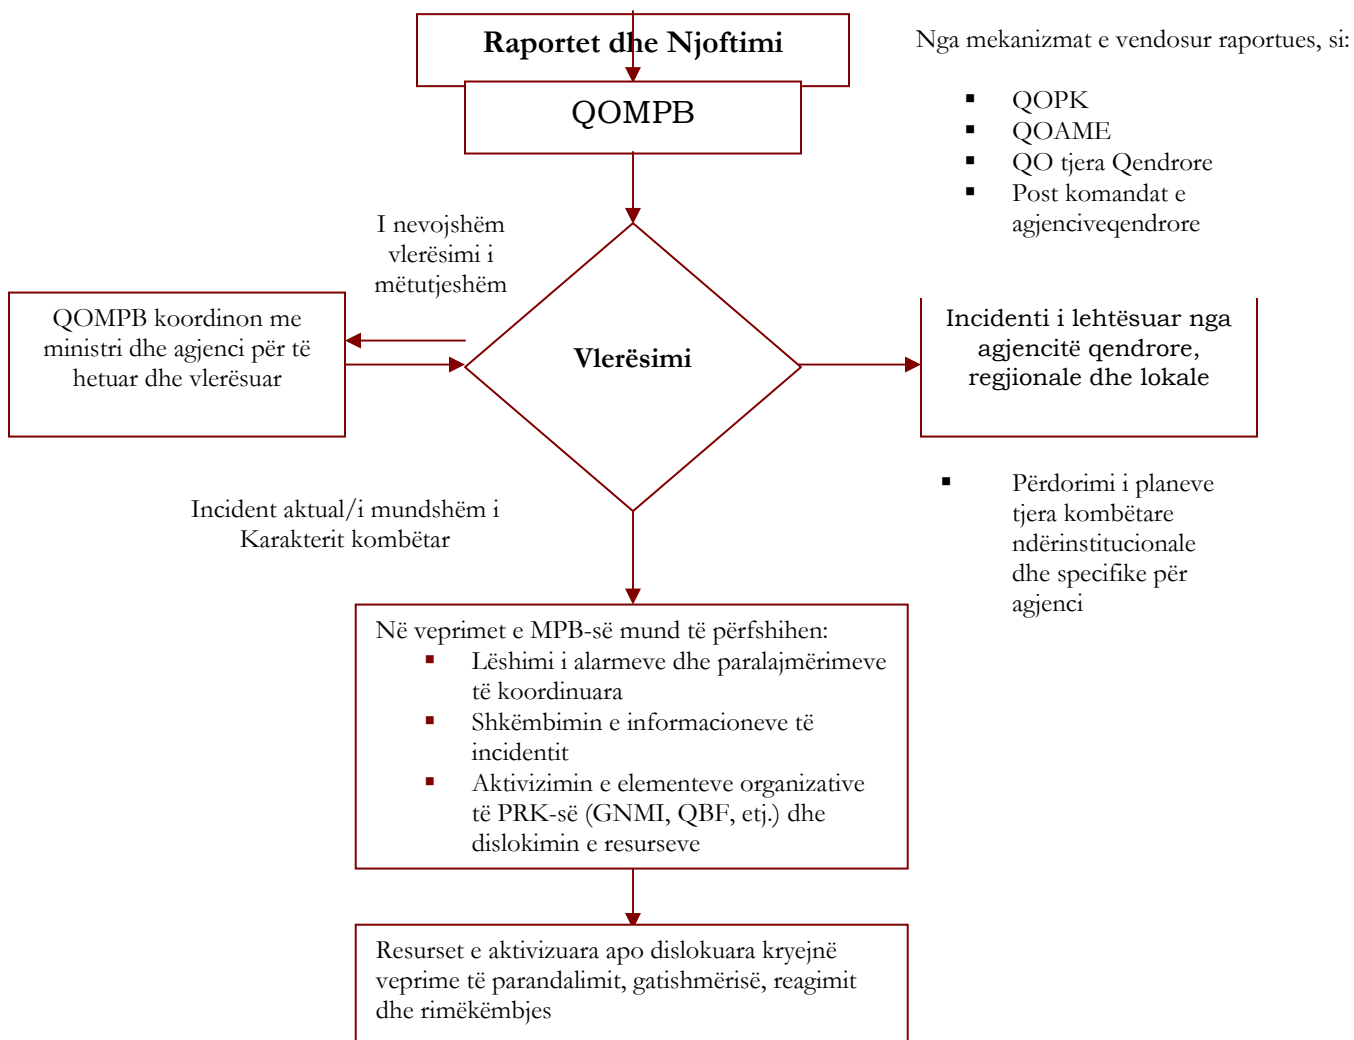 Raportet dhe Njoftimi
QOMPB
Nga mekanizmat e vendosur raportues, si:
▪ QOPK
▪ QOAME
▪ QO tjera Qendrore
▪ Post komandat e
agjenciveqendrore
I nevojshëm
vlerësimi i
mëtutjeshëm
QOMPB koordinon me
ministri dhe agjenci për të
hetuar dhe vlerësuar
Vlerësimi
Incidenti i lehtësuar nga
agjencitë qendrore,
regjionale dhe lokale
▪ Përdorimi i planeve
tjera kombëtare
ndërinstitucionale
dhe specifike për
agjenci
Incident aktual/i mundshëm i
Karakterit kombëtar
Në veprimet e MPB-së mund të përfshihen:
▪ Lëshimi i alarmeve dhe paralajmërimeve
të koordinuara
▪ Shkëmbimin e informacioneve të
incidentit
▪ Aktivizimin e elementeve organizative
të PRK-së (GNMI, QBF, etj.) dhe
dislokimin e resurseve
Resurset e aktivizuara apo dislokuara kryejnë
veprime të parandalimit, gatishmërisë, reagimit
dhe rimëkëmbjes